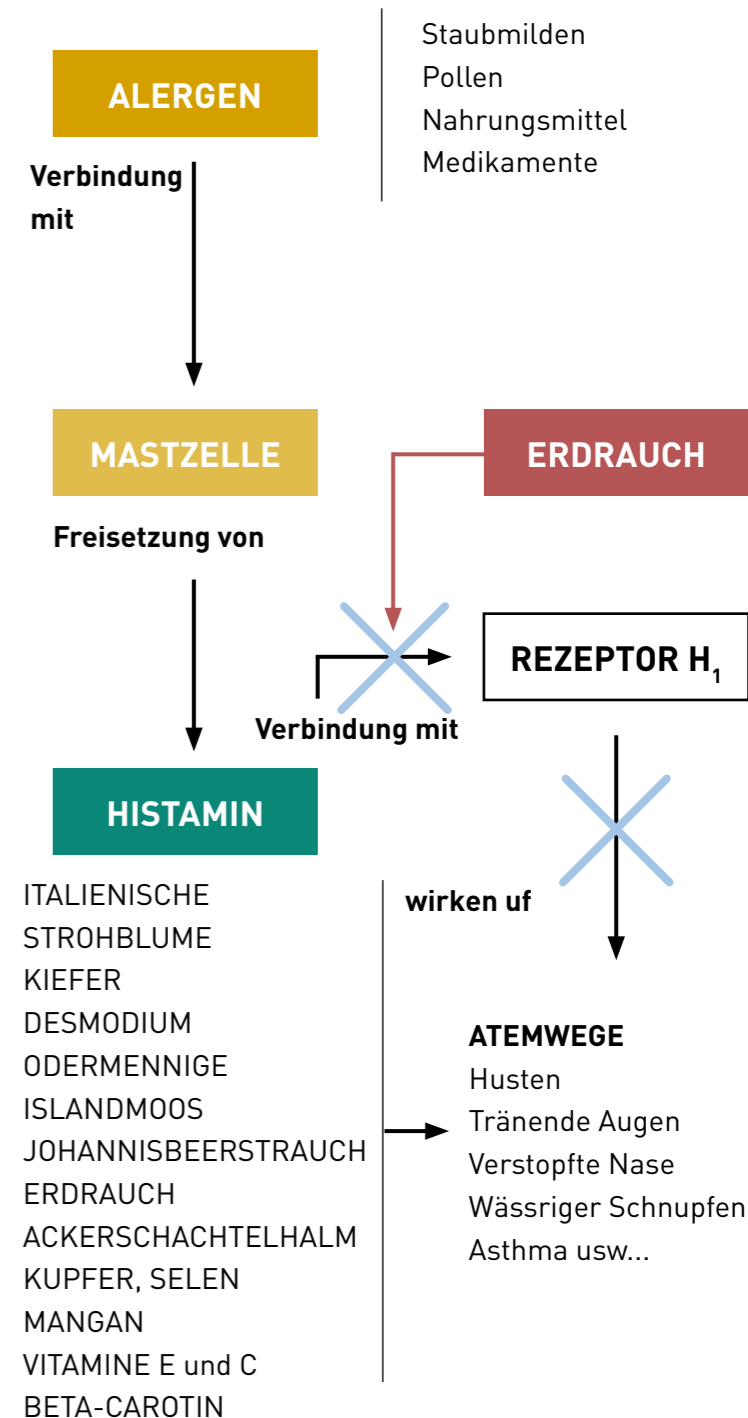 ALERGEN
Staubmilden
Pollen
Nahrungsmittel
Medikamente
Verbindung
mit
MASTZELLE
ERDRAUCH
Freisetzung von
REZEPTOR H₁
Verbindung mit
HISTAMIN
ITALIENISCHE
STROHBLUME
KIEFER
DESMODIUM
ODERMENNIGE
ISLANDMOOS
JOHANNISBEERSTRAUCH
ERDRAUCH
ACKERSCHACHTELHALM
KUPFER, SELEN
MANGAN
VITAMINE E und C
BETA-CAROTIN
wirken uf
ATEMWEGE
Husten
Tränende Augen
Verstopfte Nase
Wässriger Schnupfen
Asthma usw...